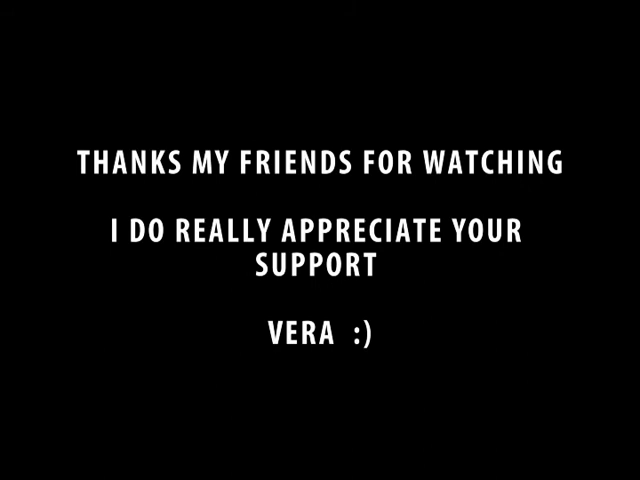 THANKS MY FRIENDS FOR WATCHING
I DO REALLY APPRECIATE YOUR
SUPPORT
VERA :)